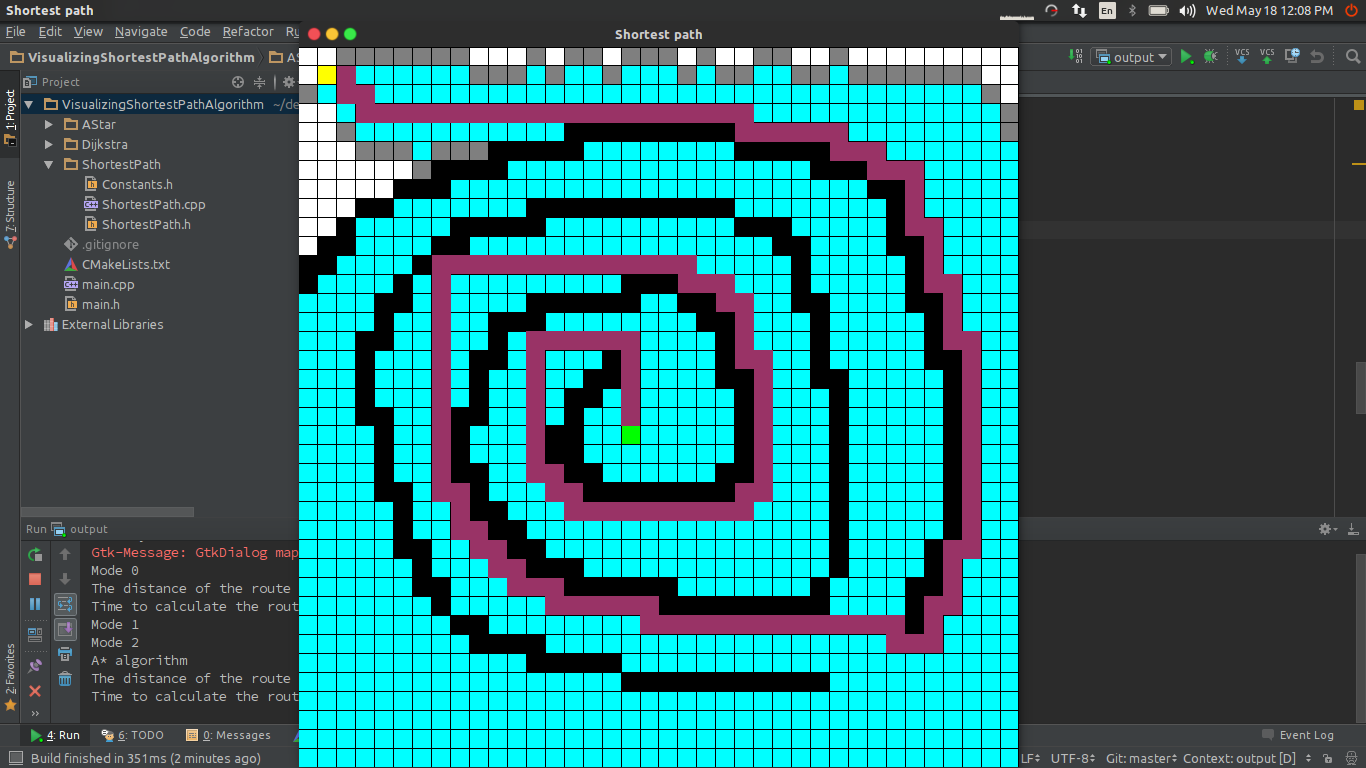 Shortest path
En
Wed May 18 12:08 PM
File Edit View Navigate Code Refactor Ru
Shortest path
VisualizingShortestPathAlgorithm
AS
output
VCS
VCS
Project
1: Project
VisualizingShortestPathAlgorithm ~/de
AStar
Dijkstra
ShortestPath
Constants.h
ShortestPath.cpp
ShortestPath.h
.gitignore
CMakeLists.txt
main.cpp
main.h
External Libraries
7: Structure
Run output
Gtk-Message: GtkDialog map
Mode 0
The distance of the route
Time to calculate the rout
Mode 1
Mode 2
A* algorithm
The distance of the route
Time to calculate the rout
2: Favorites
4: Run
6: TODO
0: Messages
Event Log
Build finished in 351ms (2 minutes ago)
LF
UTF-8
Git: master
Context: output [D]